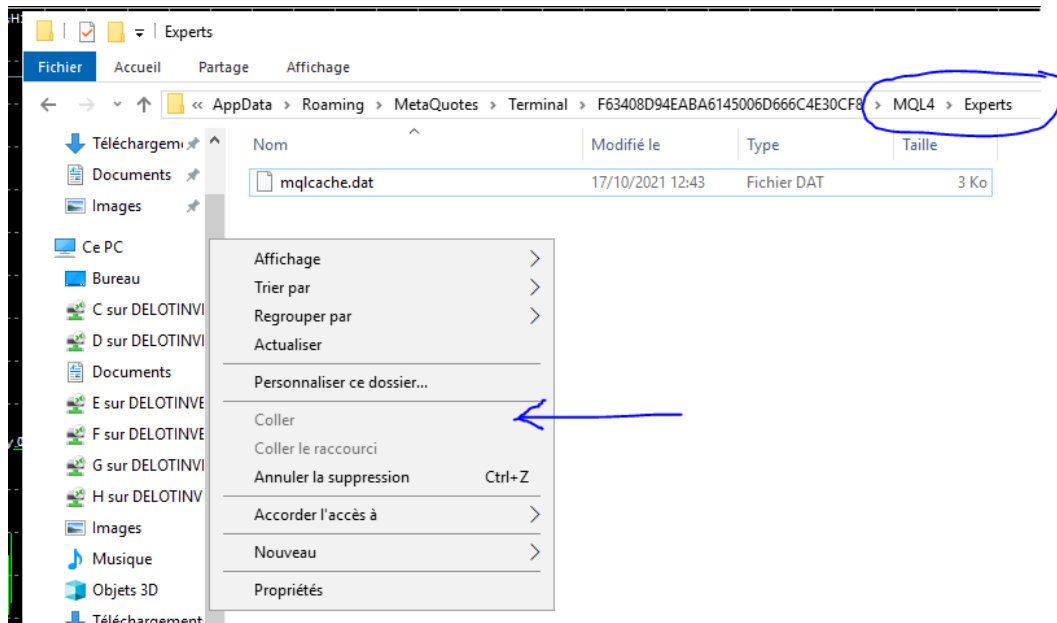 Experts
Fichier Accueil Partage Affichage
« AppData > Roaming > MetaQuotes > Terminal > F63408D94EABA6145006D666C4E30CF8 > MQL4 > Experts
Téléchargeme
Nom Modifié le Type Taille
Documents
mqlcache.dat 17/10/2021 12:43 Fichier DAT 3 Ko
Images
Ce PC
Bureau
C sur DELOTINVI
D sur DELOTINVI
Documents
E sur DELOTINVE
F sur DELOTINVE
G sur DELOTINVI
H sur DELOTINV
Images
Musique
Objets 3D
Téléchargement
Affichage
Trier par
Regrouper par
Actualiser
Personnaliser ce dossier...
Coller
Coller le raccourci
Annuler la suppression Ctrl+Z
Accorder l'accès à
Nouveau
Propriétés